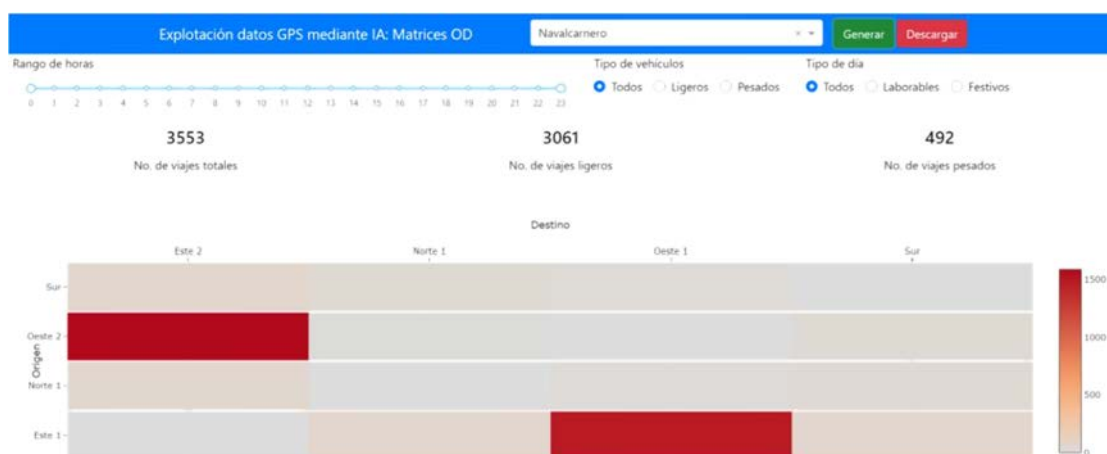 Explotación datos GPS mediante IA: Matrices OD
Navalcarnero
Generar
Descargar
Rango de horas
Tipo de vehículos
Tipo de día
Todos Ligeros Pesados
Todos Laborables Festivos
0 1 2 3 4 5 6 7 8 9 10 11 12 13 14 15 16 17 18 19 20 21 22 23
3553
3061
492
No. de viajes totales
No. de viajes ligeros
No. de viajes pesados
Destino
Este 2
Norte 1
Oeste 1
Sur
Origen
Sur
Oeste 2
Norte 1
Este 1
1500
1000
500
0